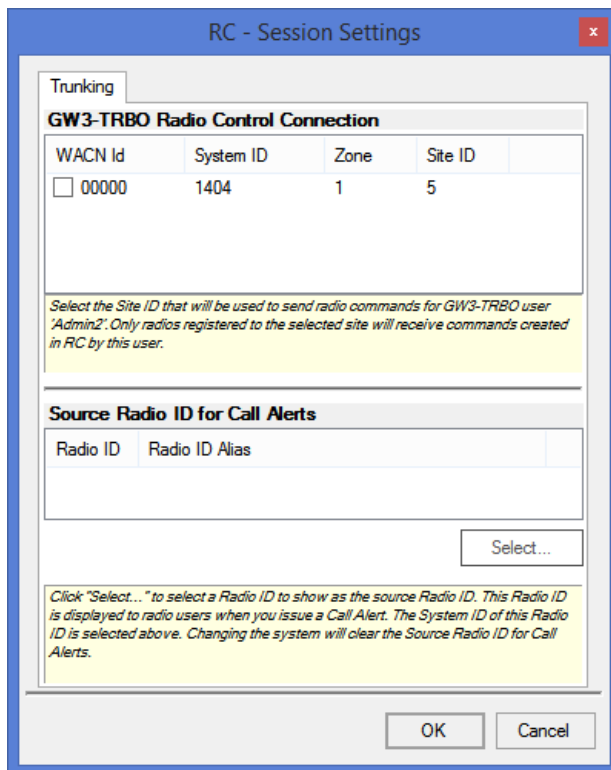 RC - Session Settings
x
Trunking
GW3-TRBO Radio Control Connection
WACN Id System ID Zone Site ID
00000 1404 1 5
Select the Site ID that will be used to send radio commands for GW3-TRBO user
'Admin2'. Only radios registered to the selected site will receive commands created
in RC by this user.
Source Radio ID for Call Alerts
Radio ID Radio ID Alias
Select...
Click "Select..." to select a Radio ID to show as the source Radio ID. This Radio ID
is displayed to radio users when you issue a Call Alert. The System ID of this Radio
ID is selected above. Changing the system will clear the Source Radio ID for Call
Alerts.
OK Cancel